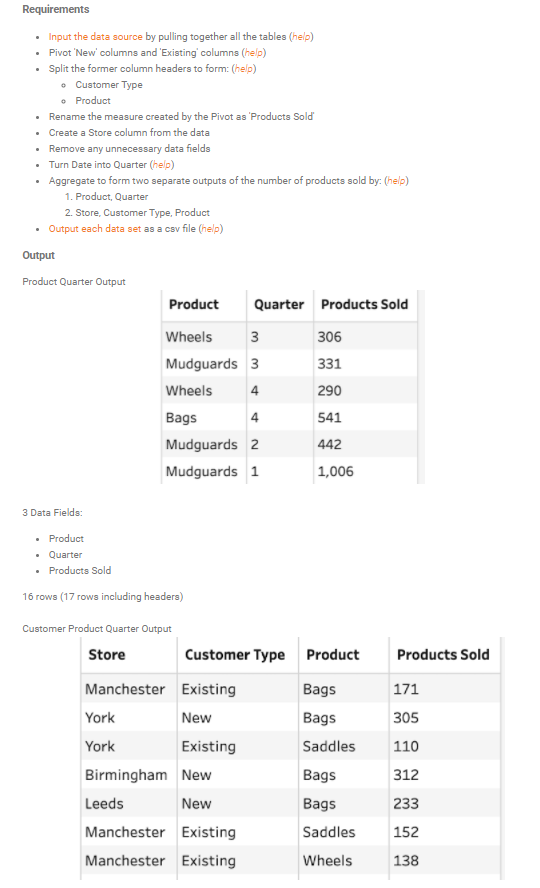 Requirements
Input the data source by pulling together all the tables (help)
Pivot 'New' columns and 'Existing' columns (help)
Split the former column headers to form: (help)
Customer Type
Product
Rename the measure created by the Pivot as 'Products Sold'
Create a Store column from the data
Remove any unnecessary data fields
Turn Date into Quarter (help)
Aggregate to form two separate outputs of the number of products sold by: (help)
1. Product, Quarter
2. Store, Customer Type, Product
Output each data set as a csv file (help)
Output
Product Quarter Output
Product Quarter Products Sold
Wheels 3 306
Mudguards 3 331
Wheels 4 290
Bags 4 541
Mudguards 2 442
Mudguards 1 1,006
3 Data Fields:
Product
Quarter
Products Sold
16 rows (17 rows including headers)
Customer Product Quarter Output
Store Customer Type Product Products Sold
Manchester Existing Bags 171
York New Bags 305
York Existing Saddles 110
Birmingham New Bags 312
Leeds New Bags 233
Manchester Existing Saddles 152
Manchester Existing Wheels 138